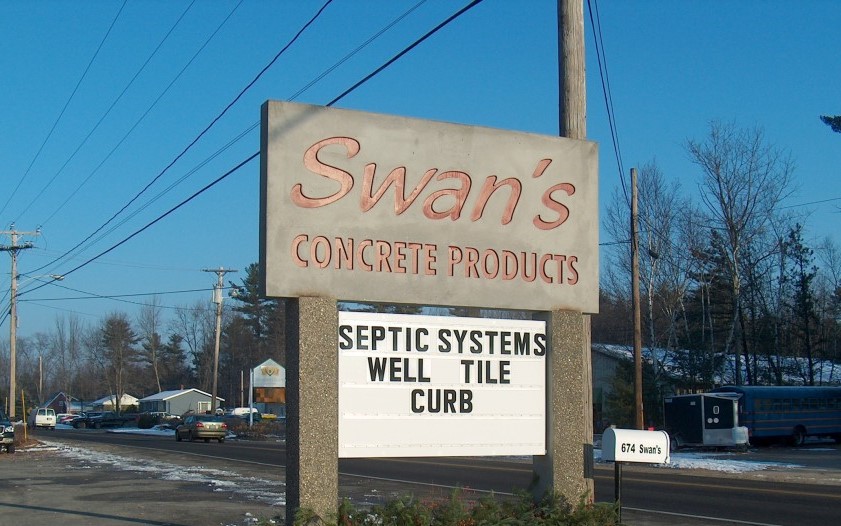 Swan's
CONCRETE PRODUCTS
SEPTIC SYSTEMS
WELL TILE
CURB
674 Swan's